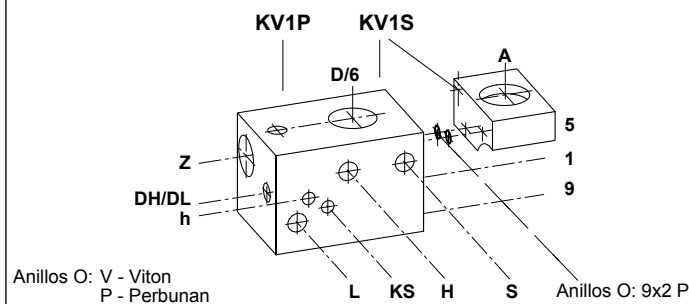 KV1P KV1S
D/6 A
5
Z 1
DH/DL 9
h
Anillos O: V - Viton
P - Perbunan
L KS H S Anillos O: 9x2 P